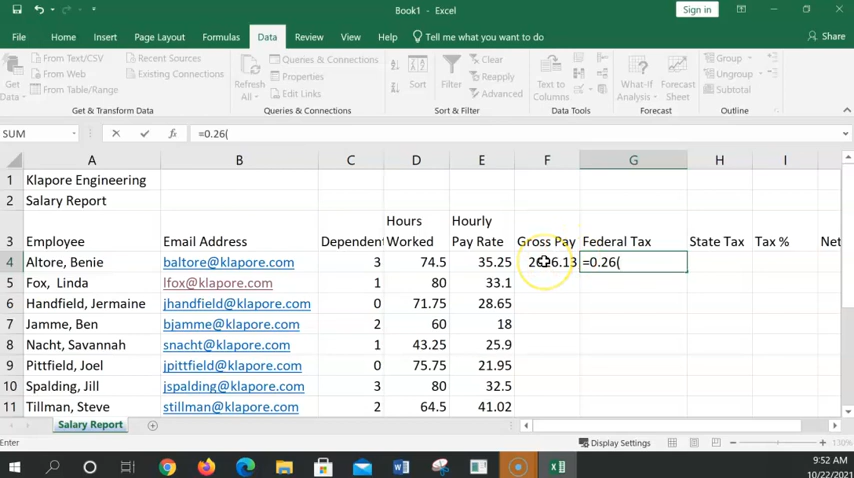 Book1 - Excel
Sign in
File Home Insert Page Layout Formulas Data Review View Help Tell me what you want to do Share
Get Data
From Text/CSV
From Web
From Table/Range
Recent Sources
Existing Connections
Refresh All
Queries & Connections
Properties
Edit Links
Sort
Filter
Clear
Reapply
Advanced
Text to Columns
What-If Analysis
Forecast Sheet
Group
Ungroup
Subtotal
Get & Transform Data Queries & Connections Sort & Filter Data Tools Forecast Outline
SUM =0.26(
A B C D E F G H I
1 Klapore Engineering
2 Salary Report
3 Employee Email Address Dependent Hours Worked Hourly Pay Rate Gross Pay Federal Tax State Tax Tax % Net
4 Altore, Benie baltore@klapore.com 3 74.5 35.25 =0.26(
5 Fox, Linda lfox@klapore.com 1 80 33.1
6 Handfield, Jermaine jhandfield@klapore.com 0 71.75 28.65
7 Jamme, Ben bjamme@klapore.com 2 60 18
8 Nacht, Savannah snacht@klapore.com 1 43.25 25.9
9 Pittfield, Joel jpittfield@klapore.com 0 75.75 21.95
10 Spalding, Jill jspalding@klapore.com 3 80 32.5
11 Tillman, Steve stillman@klapore.com 2 64.5 41.02
Salary Report
Enter Display Settings 130%
9:52 AM
10/22/2021